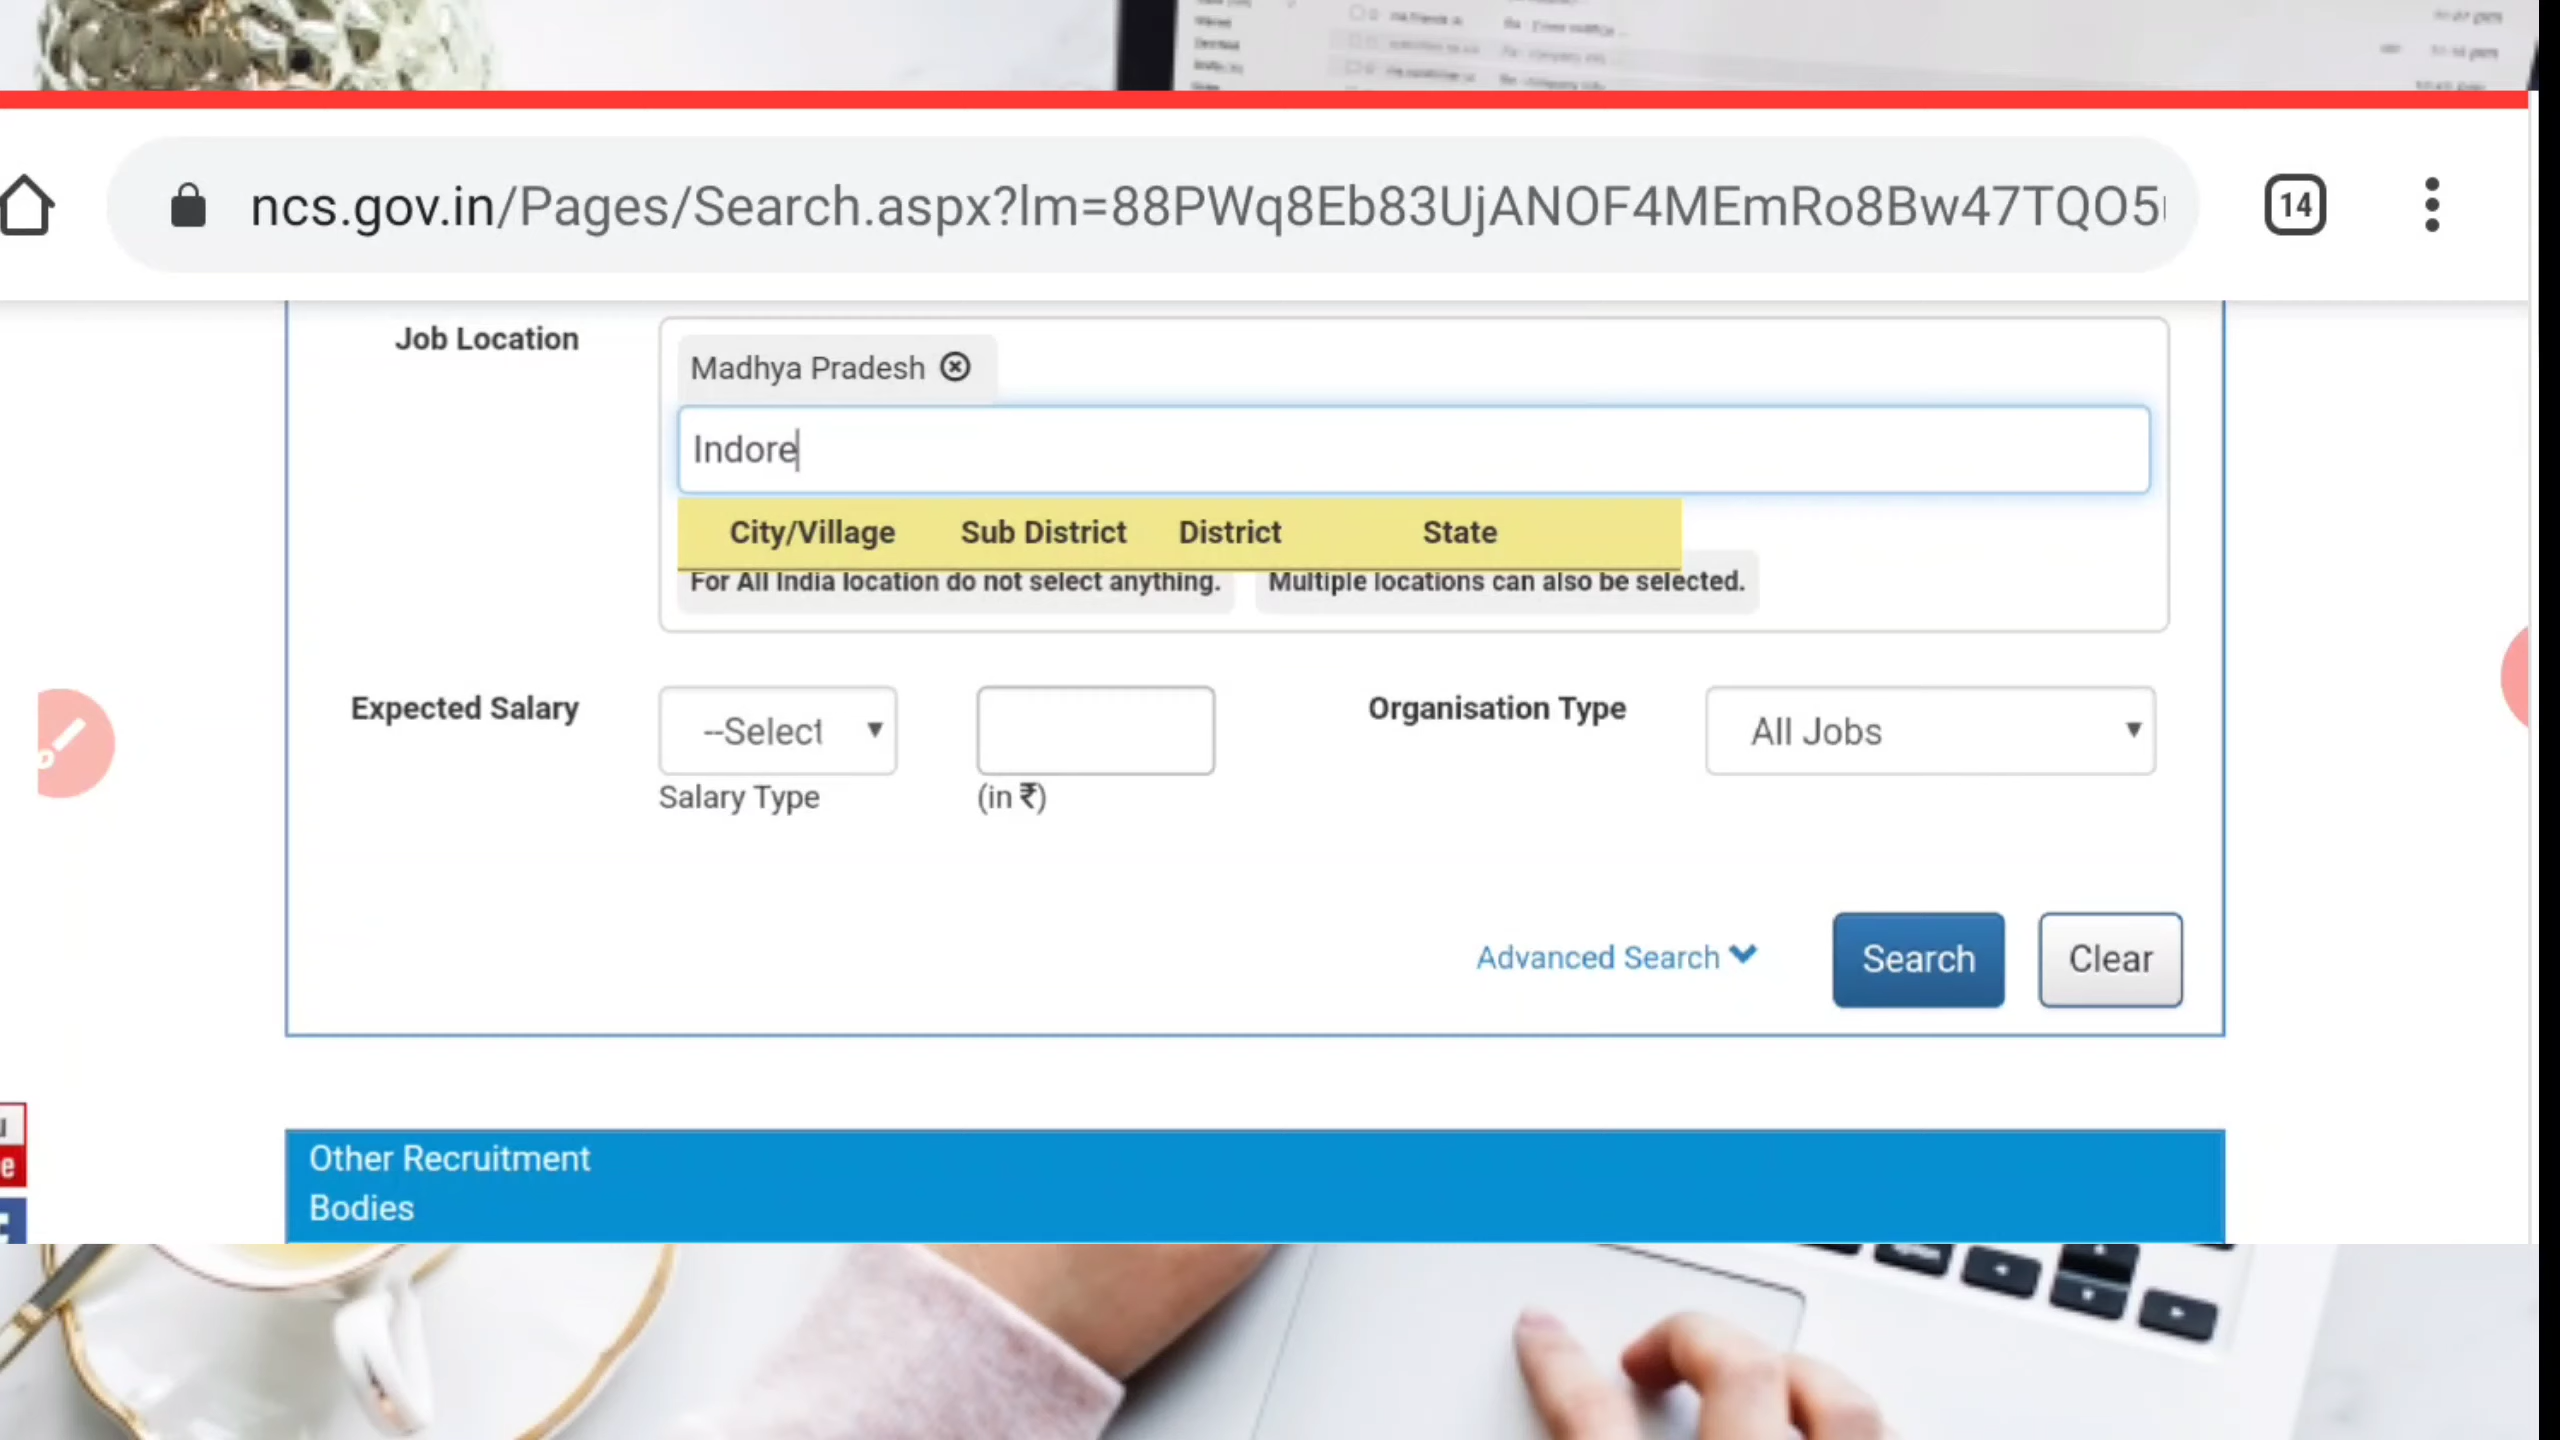 ncs.gov.in/Pages/Search.aspx?lm=88PWq8Eb83UjANOF4MEmRo8Bw47TQO5
14
Job Location
Madhya Pradesh
Indore
City/Village Sub District District State
For All India location do not select anything. Multiple locations can also be selected.
Expected Salary --Select Organisation Type All Jobs
Salary Type (in ₹)
Advanced Search Search Clear
Other Recruitment
Bodies